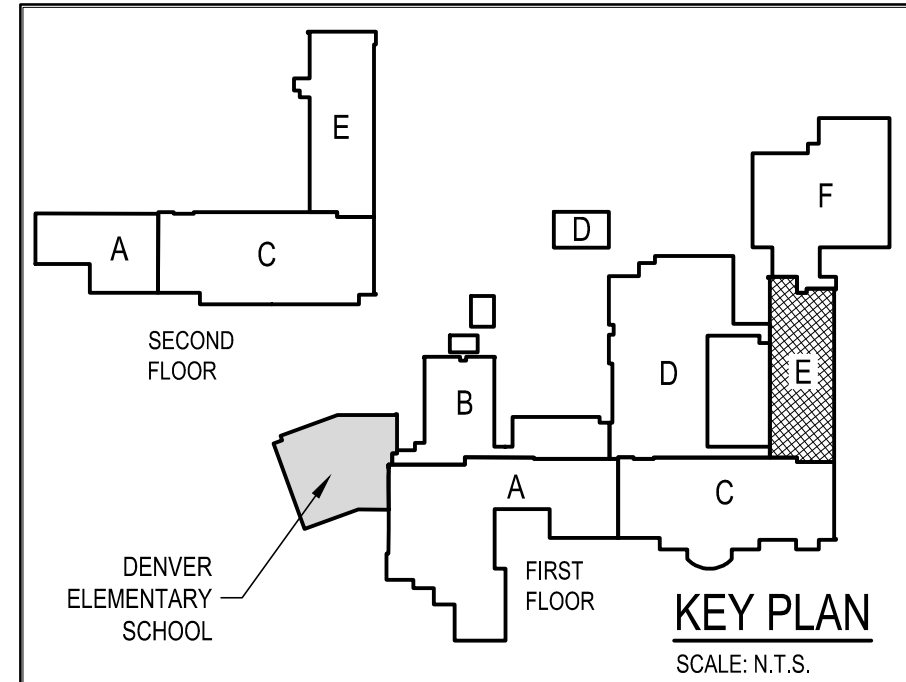 E
A
C
SECOND
FLOOR
F
D
D
E
B
A
C
DENVER
ELEMENTARY
SCHOOL
FIRST
FLOOR
KEY PLAN
SCALE: N.T.S.